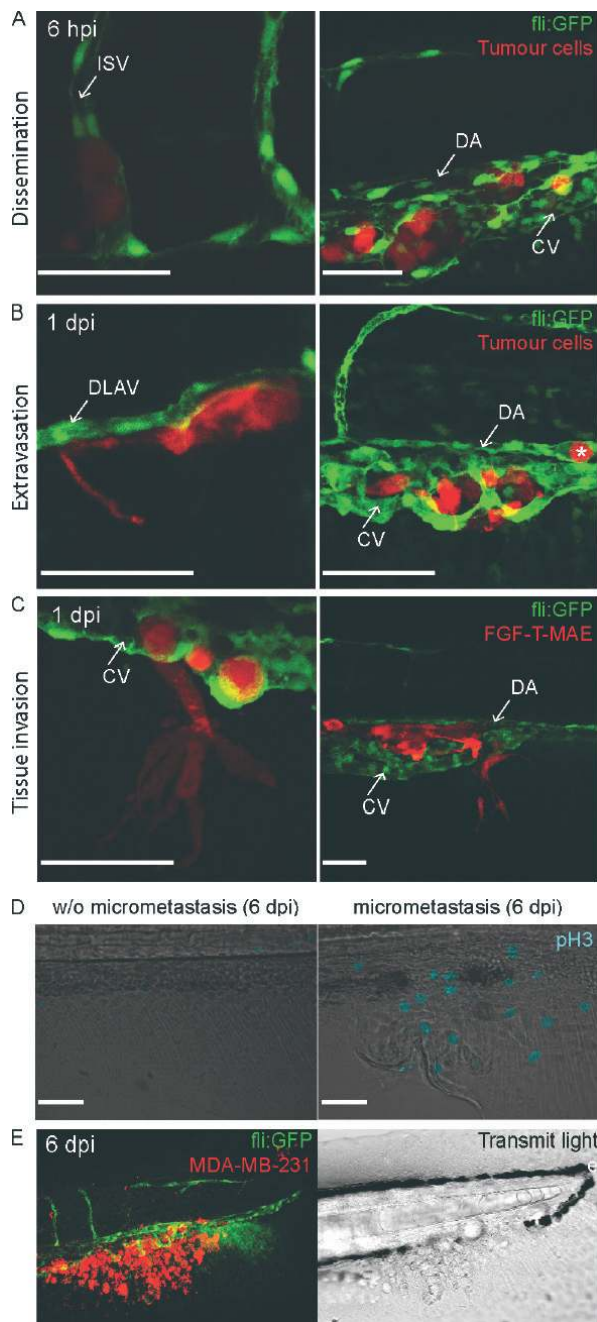 A
6 hpi
ISV
Dissemination
fli:GFP
Tumour cells
DA
CV
B
1 dpi
DLAV
Extravasation
fli:GFP
Tumour cells
DA
*
CV
C
1 dpi
CV
Tissue invasion
fli:GFP
FGF-T-MAE
DA
CV
D
w/o micrometastasis (6 dpi)
micrometastasis (6 dpi)
pH3
E
6 dpi
fli:GFP
MDA-MB-231
Transmit light